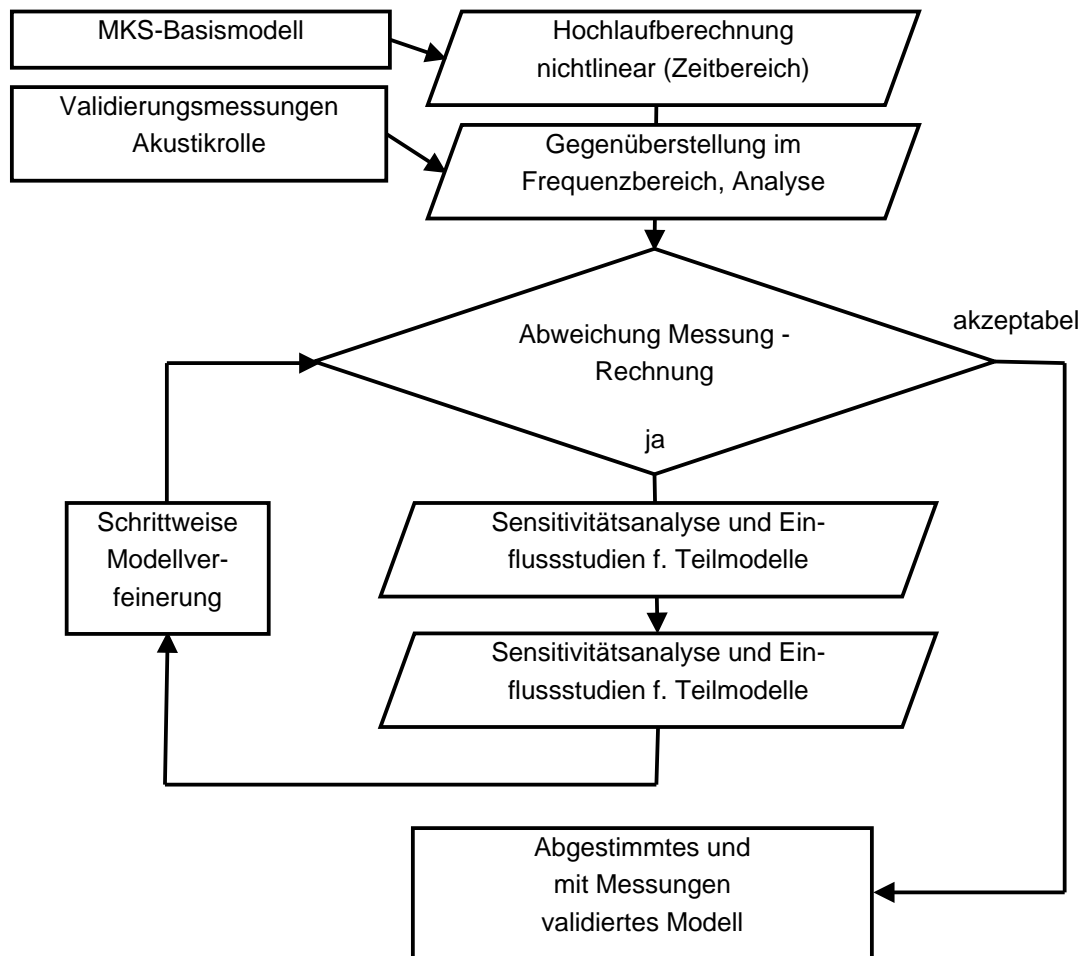 MKS-Basismodell
Hochlaufberechnung
nichtlinear (Zeitbereich)
Validierungsmessungen
Akustikrolle
Gegenüberstellung im
Frequenzbereich, Analyse
akzeptabel
Abweichung Messung -
Rechnung
ja
Schrittweise
Modellver-
feinerung
Sensitivitätsanalyse und Ein-
flussstudien f. Teilmodelle
Sensitivitätsanalyse und Ein-
flussstudien f. Teilmodelle
Abgestimmtes und
mit Messungen
validiertes Modell